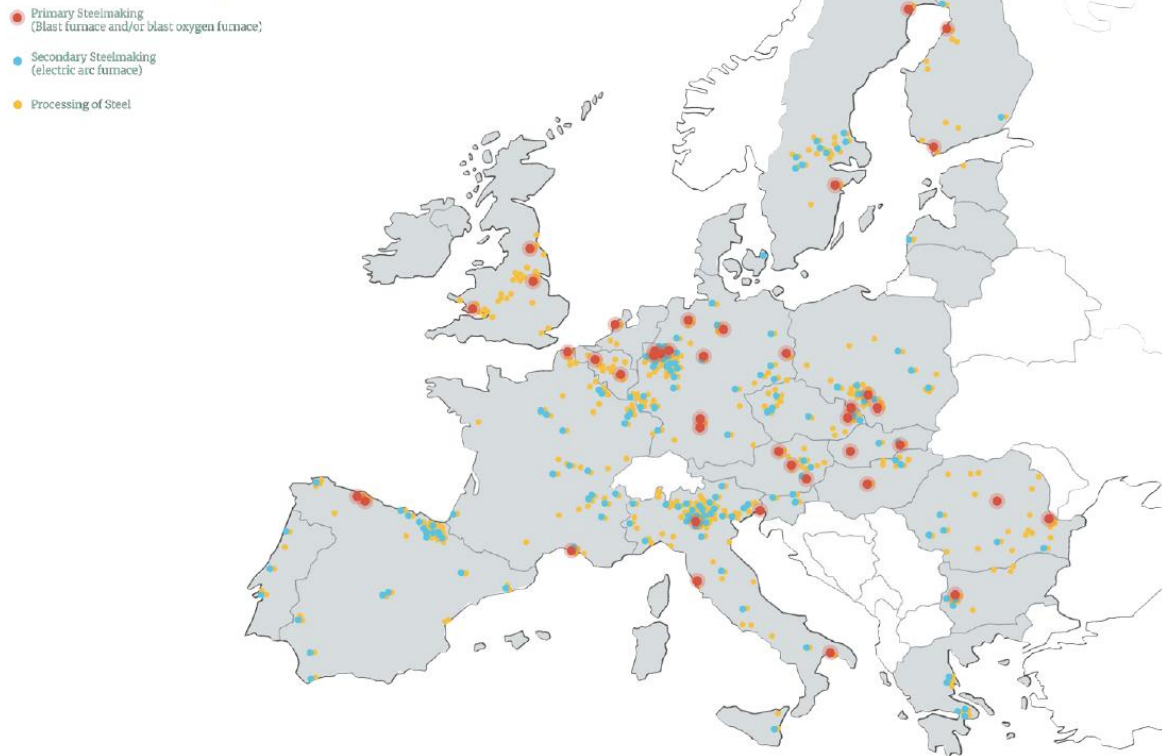 Primary Steelmaking
(Blast furnace and/or blast oxygen furnace)
Secondary Steelmaking
(electric arc furnace)
Processing of Steel